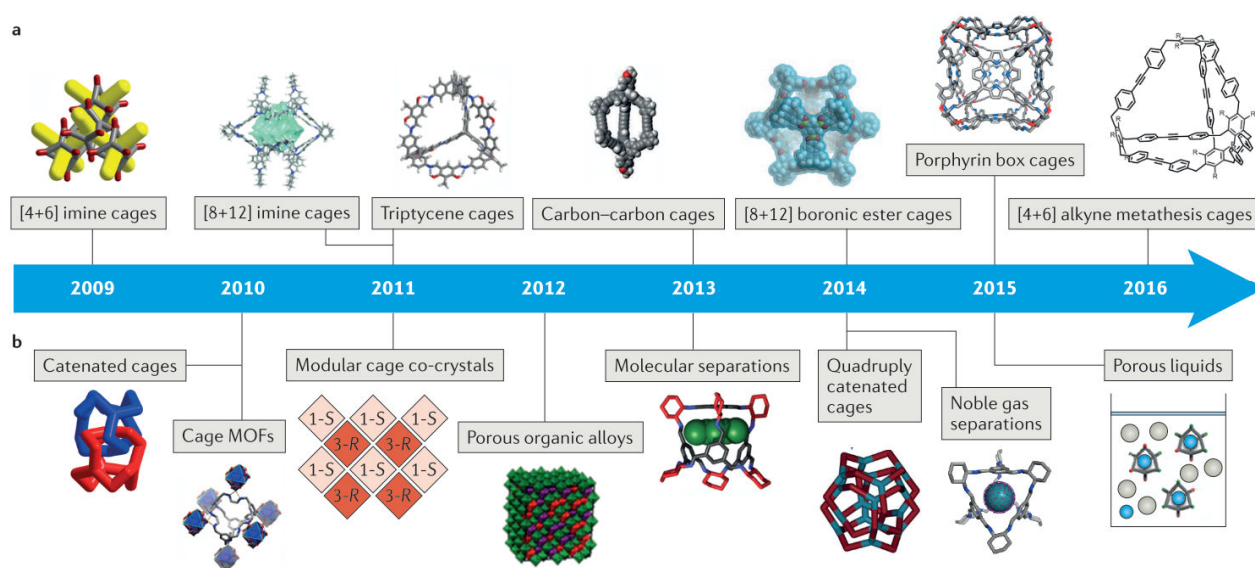 a
Porphyrin box cages
[4+6] imine cages
[8+12] imine cages
Triptycene cages
Carbon–carbon cages
[8+12] boronic ester cages
[4+6] alkyne metathesis cages
R
R
R
R
R
R
R
R
R
R
2009
2010
2011
2012
2013
2014
2015
2016
b
Catenated cages
Cage MOFs
Modular cage co-crystals
1-S 1-S 1-S
3-R 3-R
1-S 1-S 1-S
3-R 3-R
Porous organic alloys
Molecular separations
Quadruply
catenated
cages
Noble gas
separations
Porous liquids